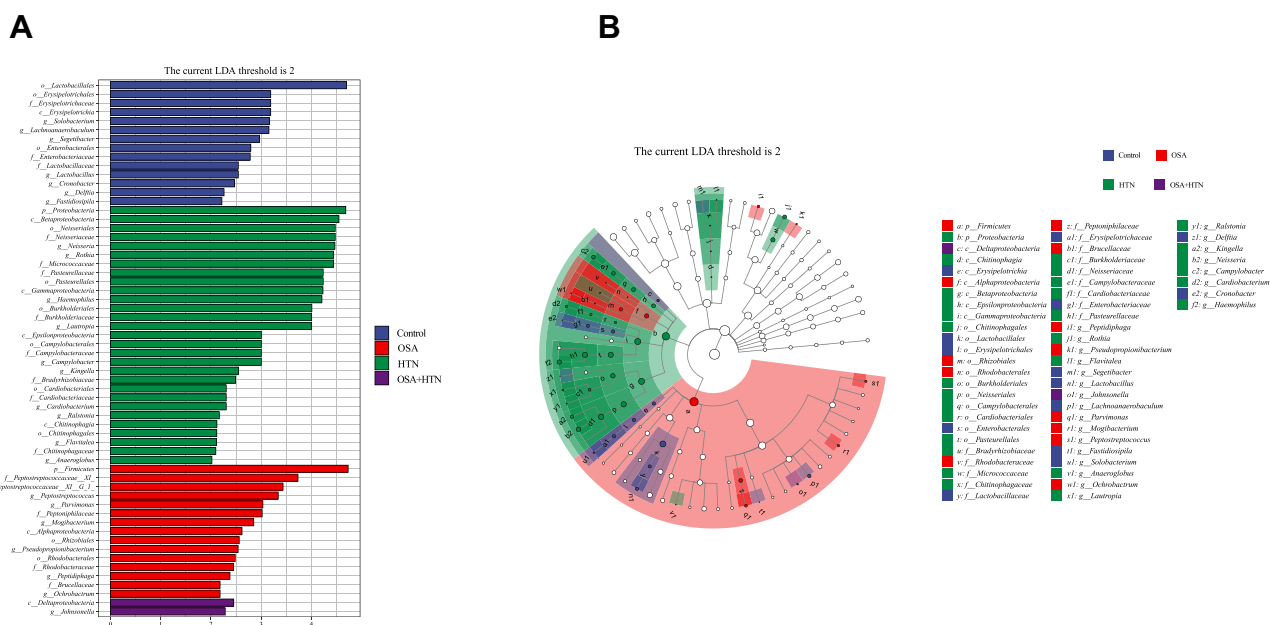 A
B
The current LDA threshold is 2
o__Lactobacillales
o__Erysipelotrichales
f__Erysipelotrichaceae
c__Erysipelotrichia
g__Solobacterium
g__Lachnoanaerobaculum
g__Segetibacter
o__Enterobacterales
f__Enterobacteriaceae
f__Lactobacillaceae
g__Lactobacillus
g__Cronobacter
g__Delftia
g__Fastidiosipila
p__Proteobacteria
c__Betaproteobacteria
o__Neisseriales
f__Neisseriaceae
g__Neisseria
g__Rothia
f__Micrococcaceae
f__Pasteurellaceae
o__Pasteurellales
c__Gammaproteobacteria
g__Haemophilus
o__Burkholderiales
f__Burkholderiaceae
g__Lautropia
c__Epsilonproteobacteria
o__Campylobacterales
f__Campylobacteraceae
g__Campylobacter
g__Kingella
f__Bradyrhizobiaceae
o__Cardiobacteriales
f__Cardiobacteriaceae
g__Cardiobacterium
g__Ralstonia
c__Chitinophagia
o__Chitinophagales
g__Flavitelea
f__Chitinophagaceae
g__Anaeroglobus
p__Firmicutes
f__Peptostreptococcaceae__XI_
eptostreptococcaceae__XI_G_1_
g__Peptostreptococcus
g__Parvimonas
f__Peptoniphilaceae
g__Mogibacterium
c__Alphaproteobacteria
o__Rhizobiales
g__Pseudopropionibacterium
o__Rhodobacterales
f__Rhodobacteraceae
g__Peptidiphaga
f__Brucellaceae
g__Ochrobactrum
c__Deltaproteobacteria
g__Johnsonella
0 1 2 3 4
Control
OSA
HTN
OSA+HTN
The current LDA threshold is 2
Control
OSA
HTN
OSA+HTN
a: p__Firmicutes
b: p__Proteobacteria
c: c__Deltaproteobacteria
d: c__Chitinophagia
e: c__Erysipelotrichia
f: c__Alphaproteobacteria
g: c__Betaproteobacteria
h: c__Epsilonproteobacteria
i: c__Gammaproteobacteria
j: o__Chitinophagales
k: o__Lactobacillales
l: o__Erysipelotrichales
m: o__Rhizobiales
n: o__Rhodobacterales
o: o__Burkholderiales
p: o__Neisseriales
q: o__Campylobacterales
r: o__Cardiobacteriales
s: o__Enterobacterales
t: o__Pasteurellales
u: f__Bradyrhizobiaceae
v: f__Rhodobacteraceae
w: f__Micrococcaceae
x: f__Chitinophagaceae
y: f__Lactobacillaceae
z: f__Peptoniphilaceae
a1: f__Erysipelotrichaceae
b1: f__Brucellaceae
c1: f__Burkholderiaceae
d1: f__Neisseriaceae
e1: f__Campylobacteraceae
f1: f__Cardiobacteriaceae
g1: f__Enterobacteriaceae
h1: f__Pasteurellaceae
i1: g__Peptidiphaga
j1: g__Rothia
k1: g__Pseudopropionibacterium
l1: g__Flavitalea
m1: g__Segetibacter
n1: g__Lactobacillus
o1: g__Johnsonella
p1: g__Lachnoanaerobaculum
q1: g__Parvimonas
r1: g__Mogibacterium
s1: g__Peptostreptococcus
t1: g__Fastidiosipila
u1: g__Solobacterium
v1: g__Anaeroglobus
w1: g__Ochrobactrum
x1: g__Lautropia
y1: g__Ralstonia
z1: g__Delftia
a2: g__Kingella
b2: g__Neisseria
c2: g__Campylobacter
d2: g__Cardiobacterium
e2: g__Cronobacter
f2: g__Haemophilus